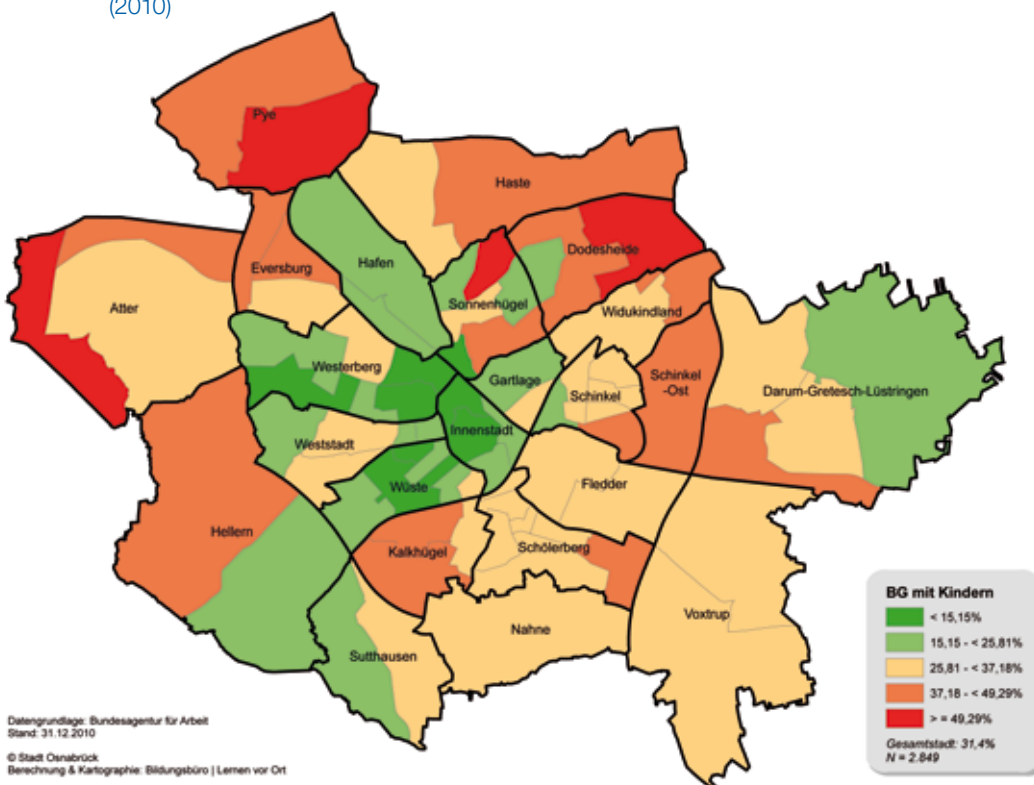 (2010)
Pye
Haste
Dodesheide
Hafen
Eversburg
Sonnenhügel
Atter
Widukindland
Westerberg
Gartlage
Schinkel
-Ost
Schinkel
Darum-Gretesch-Lüstringen
Innenstadt
Weststadt
Wüste
Fledder
Hellern
Kalkhügel
Schölerberg
Voxtrup
Nahne
Sutthausen
BG mit Kindern
< 15,15%
15,15 - < 25,81%
25,81 - < 37,18%
37,18 - < 49,29%
> = 49,29%
Gesamtstadt: 31,4%
N = 2.849
Datengrundlage: Bundesagentur für Arbeit
Stand: 31.12.2010
© Stadt Osnabrück
Berechnung & Kartographie: Bildungsbüro | Lernen vor Ort